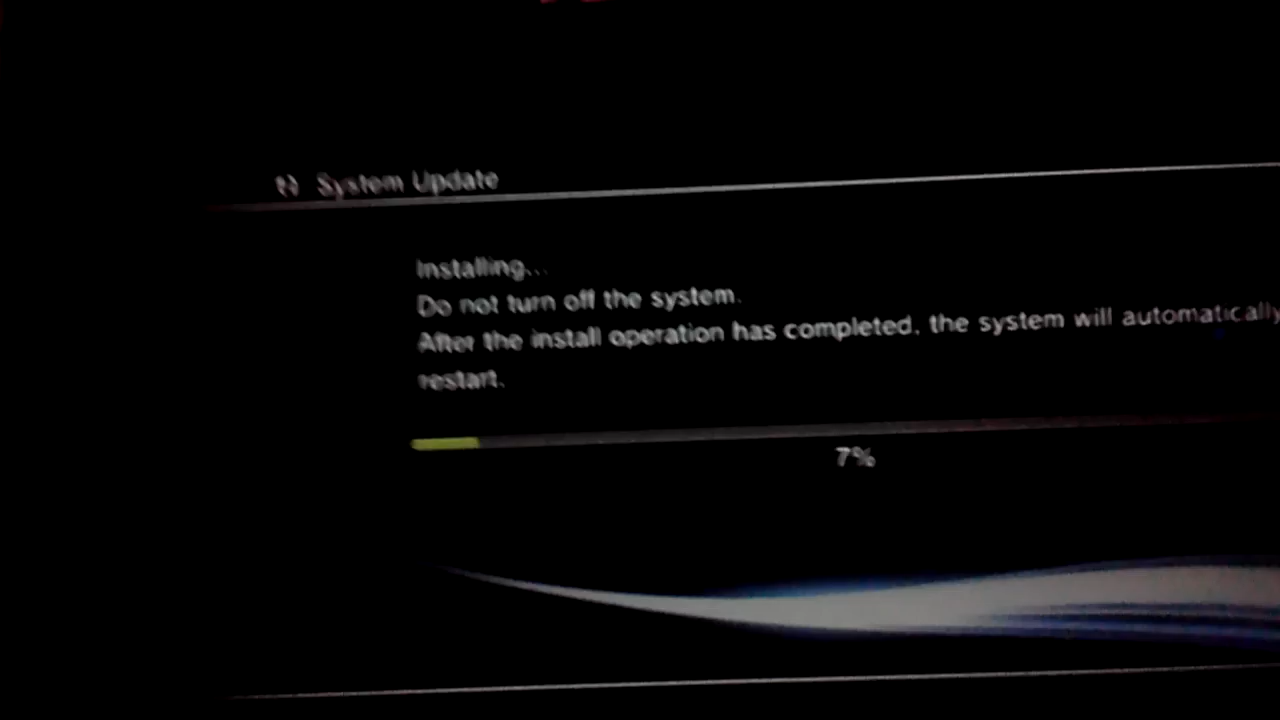 System Update
Installing...
Do not turn off the system.
After the install operation has completed, the system will automatically
restart.
7%